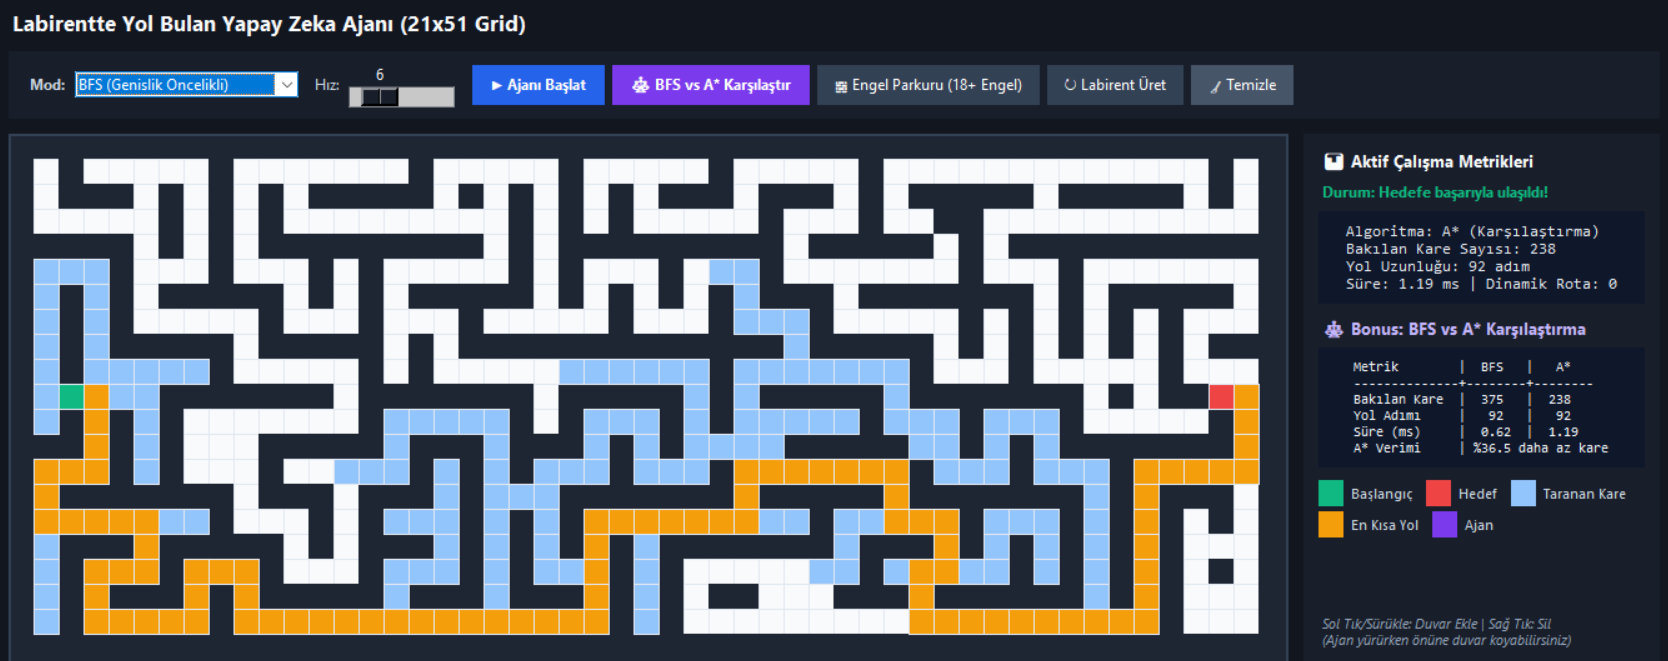 Labirentte Yol Bulan Yapay Zeka Ajanı (21x51 Grid)
Mod: BFS (Genislik Oncelikli) Hız: 6 ► Ajanı Başlat BFS vs A* Karşılaştır Engel Parkuru (18+ Engel) Labirent Üret Temizle
Aktif Çalışma Metrikleri
Durum: Hedefe başarıyla ulaşıldı!
Algoritma: A* (Karşılaştırma)
Bakılan Kare Sayısı: 238
Yol Uzunluğu: 92 adım
Süre: 1.19 ms | Dinamik Rota: 0
Bonus: BFS vs A* Karşılaştırma
Metrik | BFS | A*
--------------+--------+--------
Bakılan Kare | 375 | 238
Yol Adımı | 92 | 92
Süre (ms) | 0.62 | 1.19
A* Verimi | %36.5 daha az kare
Başlangıç Hedef Taranan Kare
En Kısa Yol Ajan
Sol Tık/Sürükle: Duvar Ekle | Sağ Tık: Sil
(Ajan yürürken önüne duvar koyabilirsiniz)